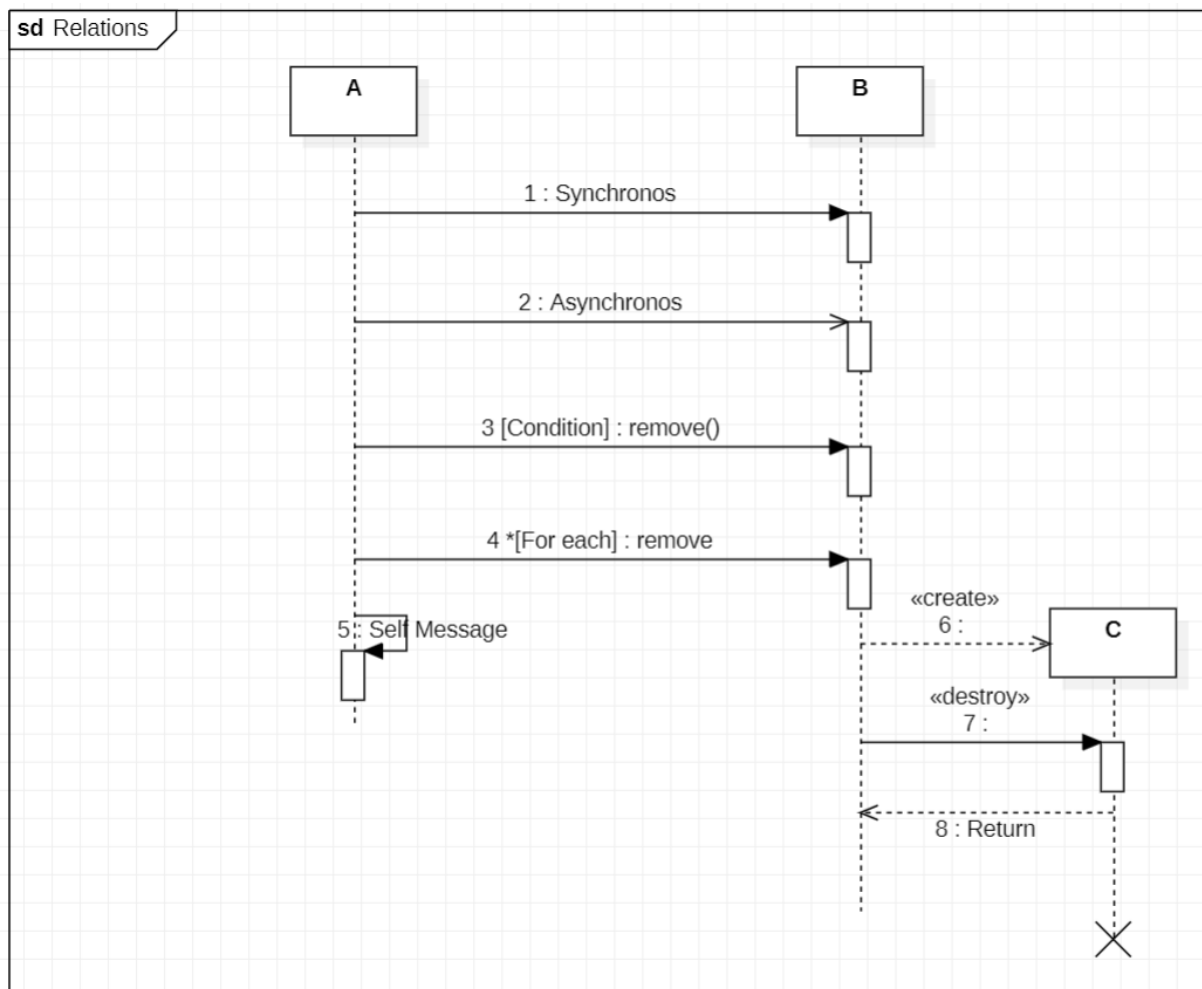 sd Relations
A
B
1 : Synchronos
2 : Asynchronos
3 [Condition] : remove()
4 *[For each] : remove
«create»
6 :
C
5 : Self Message
«destroy»
7 :
8 : Return